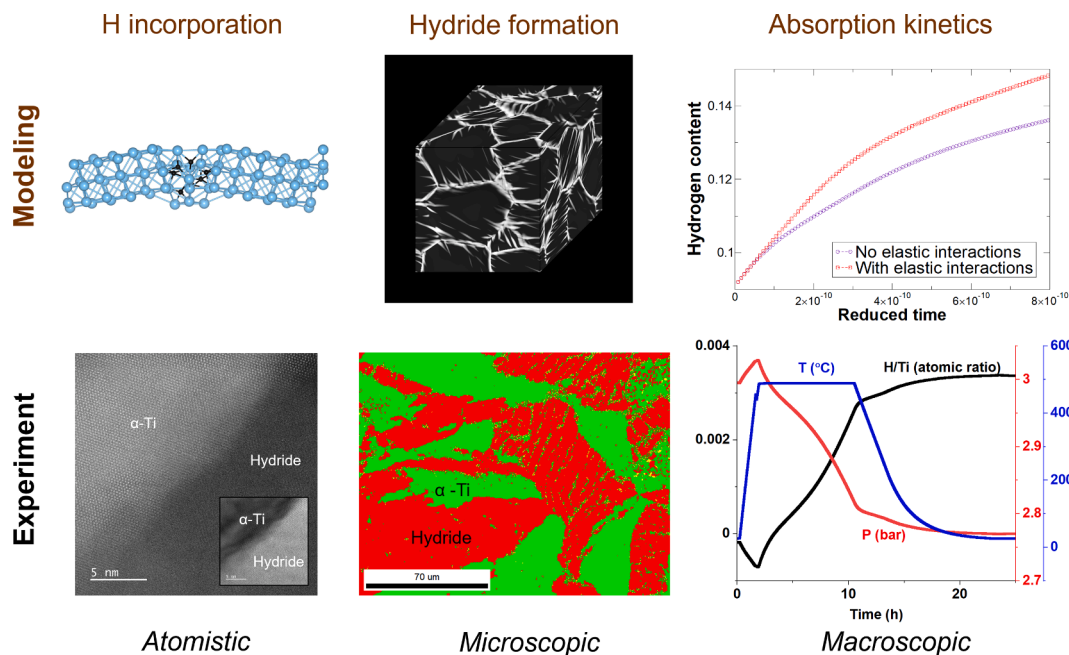 H incorporation
Hydride formation
Absorption kinetics
Modeling
Hydrogen content
0.14
0.12
0.1
No elastic interactions
With elastic interactions
0
2×10⁻¹⁰
4×10⁻¹⁰
6×10⁻¹⁰
8×10⁻¹⁰
Reduced time
Experiment
α-Ti
Hydride
5 nm
α-Ti
Hydride
α -Ti
Hydride
70 um
0.004
0.002
0.000
T (°C)
H/Ti (atomic ratio)
P (bar)
3
2.9
2.8
2.7
600
400
200
0
0
10
20
Time (h)
Atomistic
Microscopic
Macroscopic